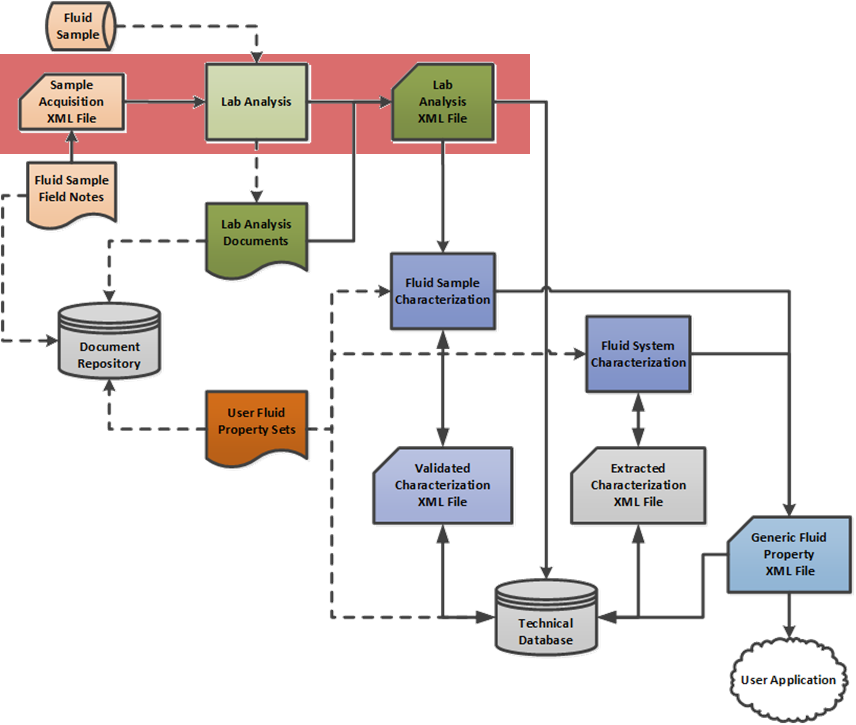 Fluid
Sample
Sample
Acquisition
XML File
Lab Analysis
Lab
Analysis
XML File
Fluid Sample
Field Notes
Lab Analysis
Documents
Fluid Sample
Characterization
Document
Repository
Fluid System
Characterization
User Fluid
Property Sets
Validated
Characterization
XML File
Extracted
Characterization
XML File
Generic Fluid
Property
XML File
Technical
Database
User Application